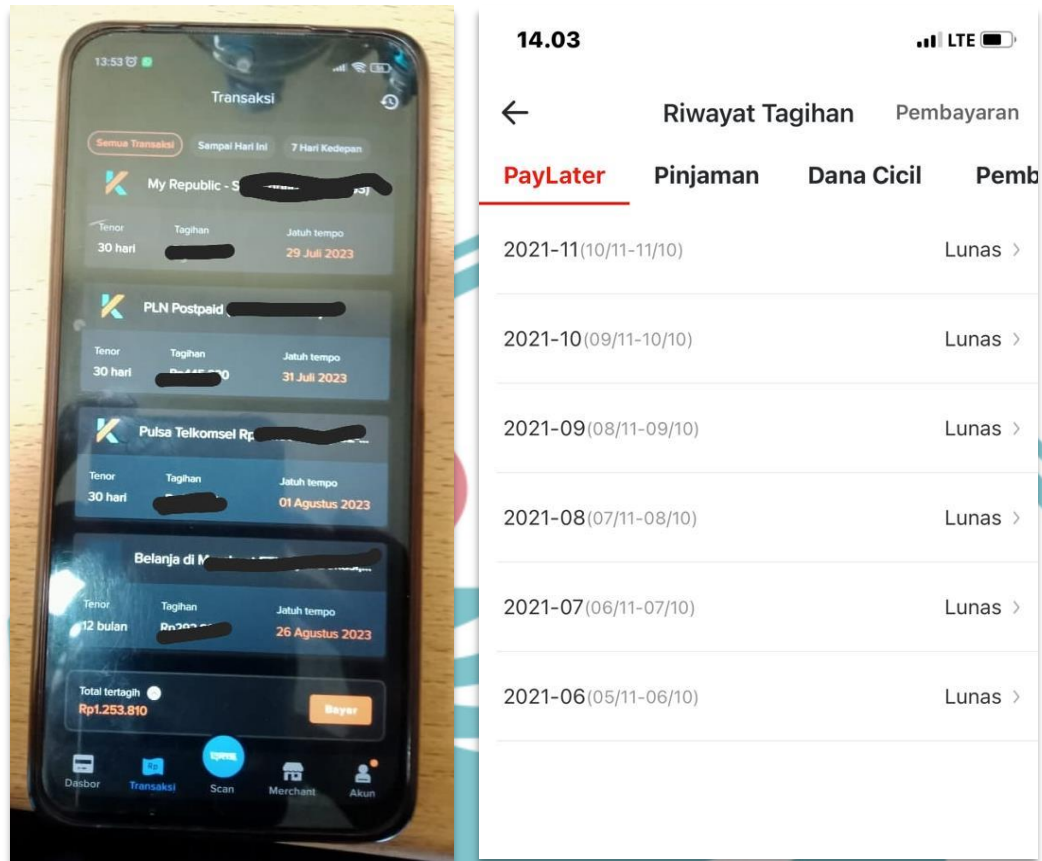 13:53
Transaksi
Semua Transaksi Sampai Hari Ini 7 Hari Kedepan
My Republic - S
Tenor Tagihan Jatuh tempo
30 hari 29 Juli 2023
PLN Postpaid
Tenor Tagihan Jatuh tempo
30 hari 31 Juli 2023
Pulsa Telkomsel Rp
Tenor Tagihan Jatuh tempo
30 hari 01 Agustus 2023
Belanja di
Tenor Tagihan Jatuh tempo
12 bulan 26 Agustus 2023
Total tertagih
Rp1.253.810
Bayar
Rp
Dasbor Transaksi Scan Merchant Akun
14.03 LTE
Riwayat Tagihan Pembayaran
PayLater Pinjaman Dana Cicil Pemb
2021-11(10/11-11/10) Lunas
2021-10(09/11-10/10) Lunas
2021-09(08/11-09/10) Lunas
2021-08(07/11-08/10) Lunas
2021-07(06/11-07/10) Lunas
2021-06(05/11-06/10) Lunas